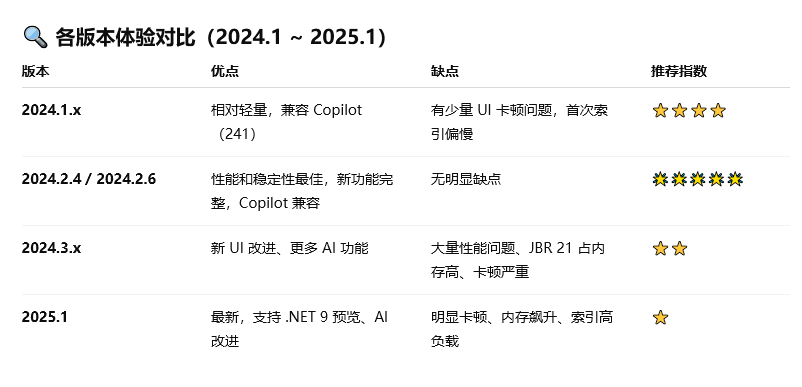 🔍 各版本体验对比（2024.1 ~ 2025.1）
版本 优点 缺点 推荐指数
2024.1.x 相对轻量，兼容 Copilot（241） 有少量 UI 卡顿问题，首次索引偏慢 ⭐⭐⭐⭐
2024.2.4 / 2024.2.6 性能和稳定性最佳，新功能完整，Copilot 兼容 无明显缺点 🌟🌟🌟🌟🌟
2024.3.x 新 UI 改进、更多 AI 功能 大量性能问题、JBR 21 占内存高、卡顿严重 ⭐⭐
2025.1 最新，支持 .NET 9 预览、AI 改进 明显卡顿、内存飙升、索引高负载 ⭐